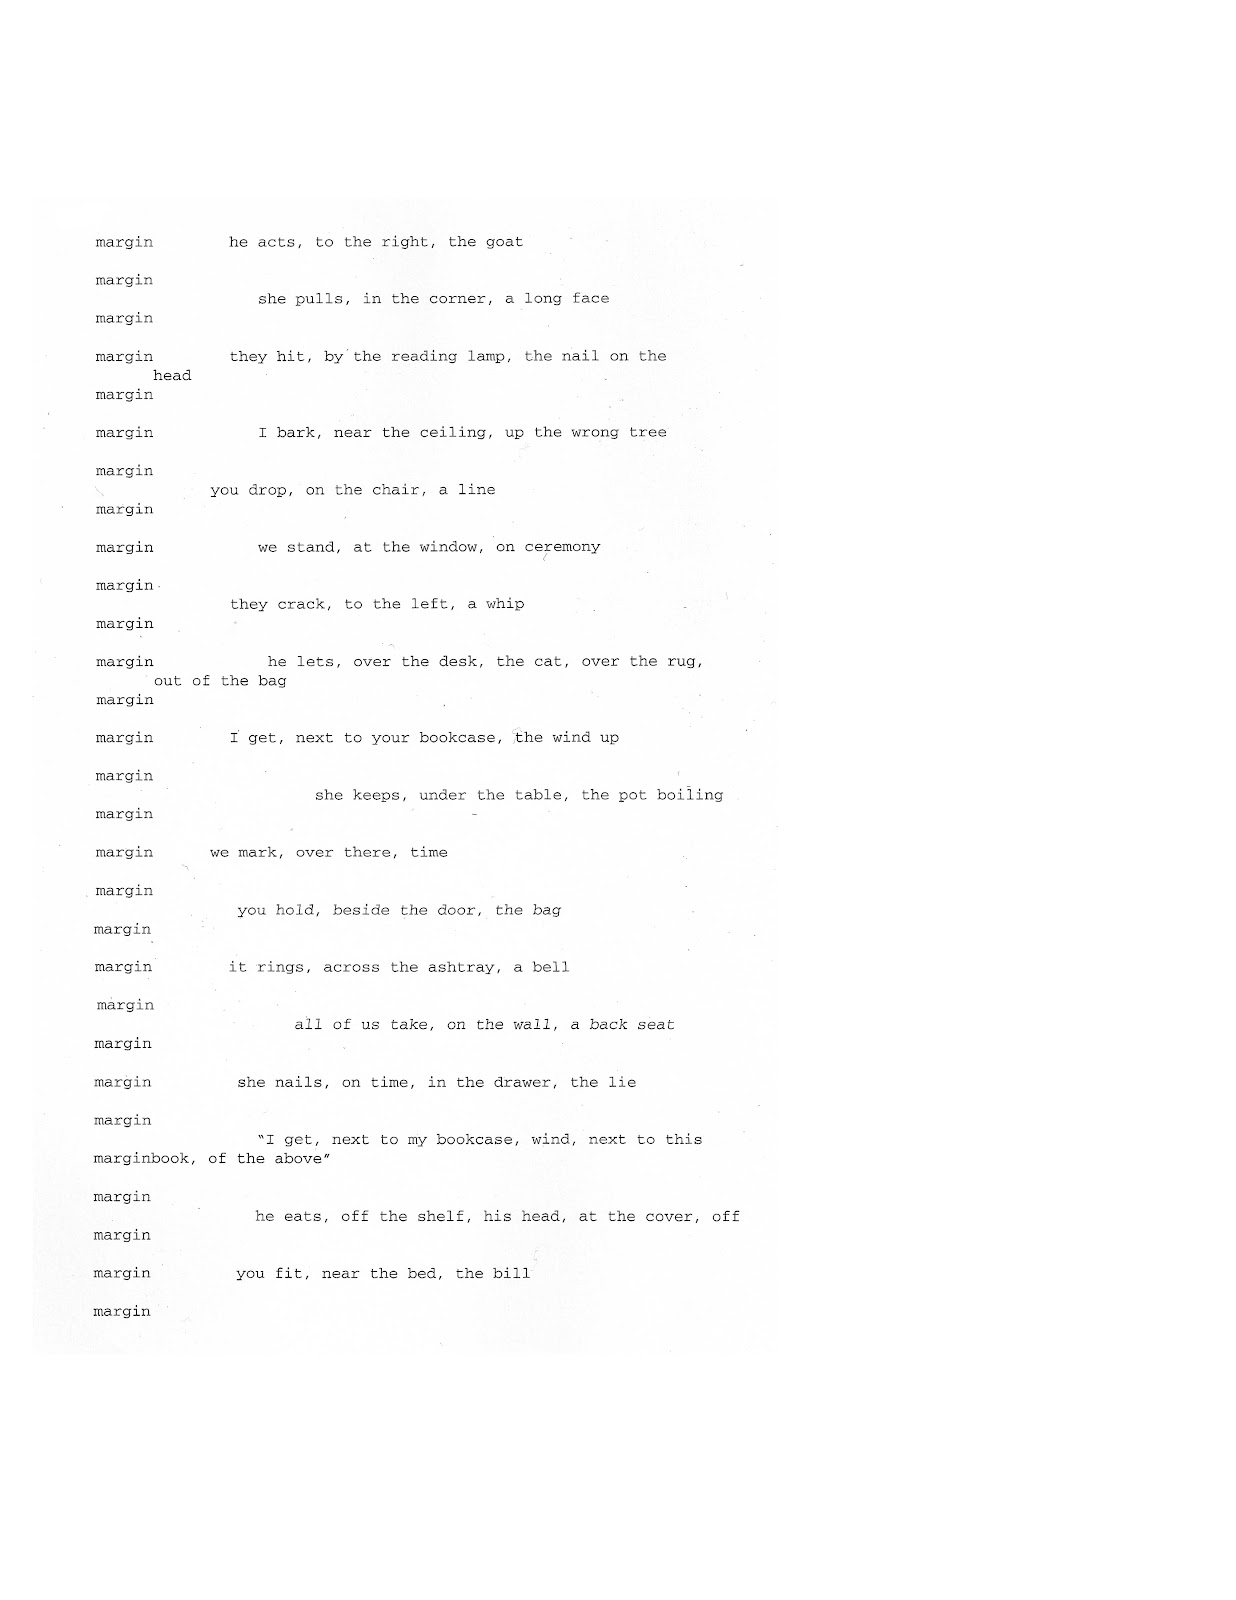 margin        he acts, to the right, the goat
margin
she pulls, in the corner, a long face
margin
margin        they hit, by the reading lamp, the nail on the
head
margin
margin           I bark, near the ceiling, up the wrong tree
margin
you drop, on the chair, a line
margin
margin           we stand, at the window, on ceremony
margin
they crack, to the left, a whip
margin
margin            he lets, over the desk, the cat, over the rug,
out of the bag
margin
margin        I get, next to your bookcase, the wind up
margin
she keeps, under the table, the pot boiling
margin
margin      we mark, over there, time
margin
you hold, beside the door, the bag
margin
margin        it rings, across the ashtray, a bell
margin
all of us take, on the wall, a back seat
margin
margin         she nails, on time, in the drawer, the lie
margin
"I get, next to my bookcase, wind, next to this
marginbook, of the above"
margin
he eats, off the shelf, his head, at the cover, off
margin
margin         you fit, near the bed, the bill
margin